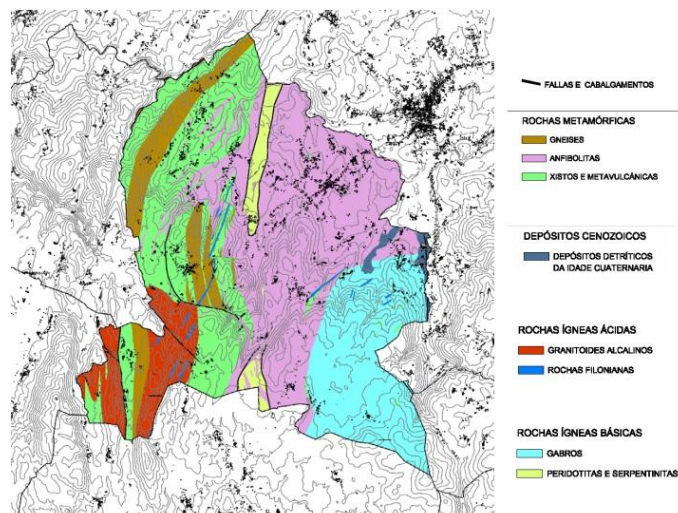 FALLAS E CABALGAMENTOS
ROCHAS METAMÓRFICAS
GNEISES
ANFIBOLITAS
XISTOS E METAVULCÁNICAS
DEPÓSITOS CENOZOICOS
DEPÓSITOS DETRÍTICOS
DA IDADE CUATERNARIA
ROCHAS ÍGNEAS ÁCIDAS
GRANITOIDES ALCALINOS
ROCHAS FILONIANAS
ROCHAS ÍGNEAS BÁSICAS
GABROS
PERIDOTITAS E SERPENTINITAS